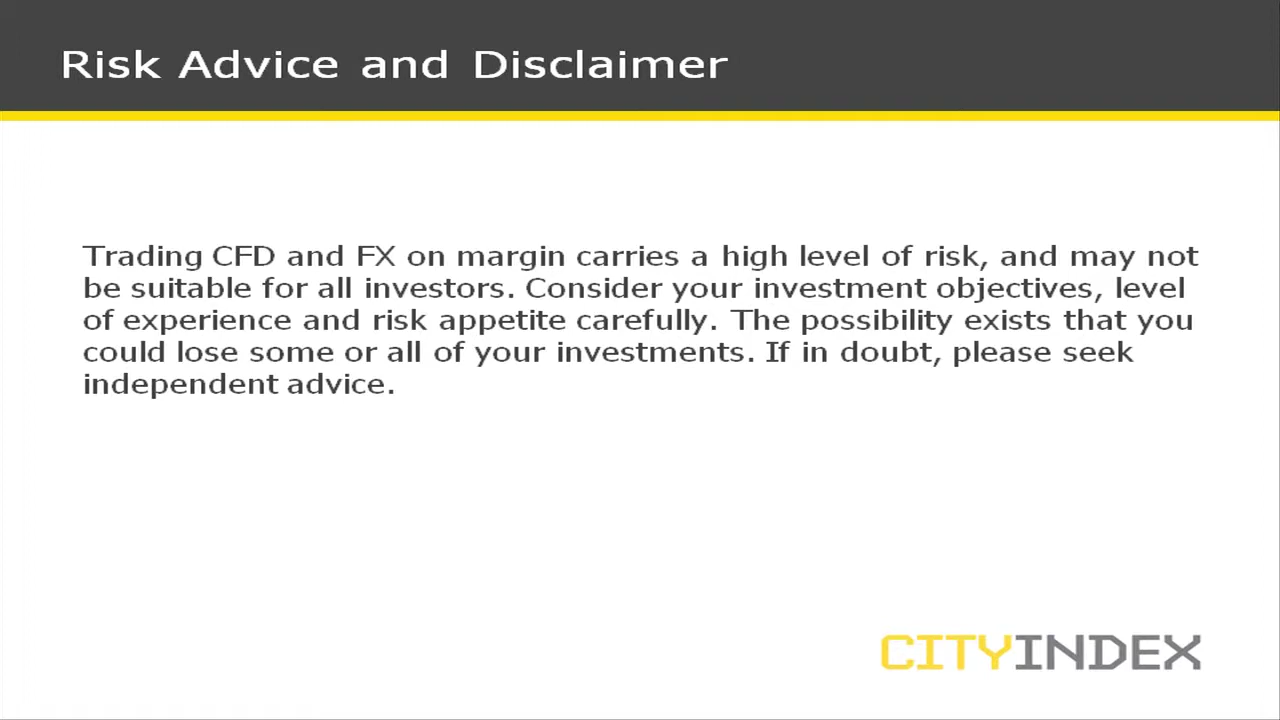 Risk Advice and Disclaimer
Trading CFD and FX on margin carries a high level of risk, and may not
be suitable for all investors. Consider your investment objectives, level
of experience and risk appetite carefully. The possibility exists that you
could lose some or all of your investments. If in doubt, please seek
independent advice.
CITYINDEX